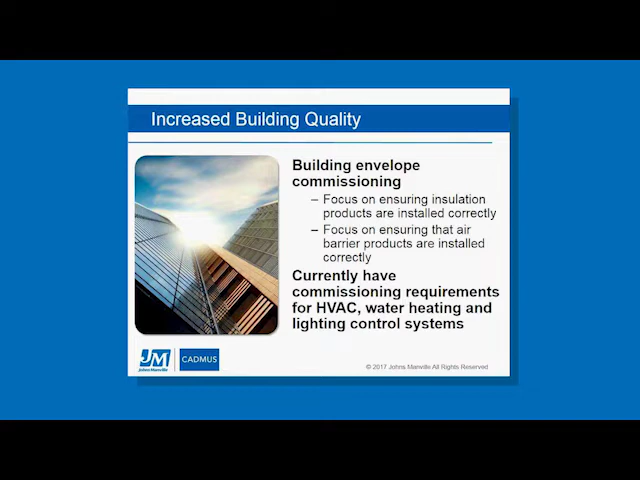 Increased Building Quality
Building envelope
commissioning
– Focus on ensuring insulation
products are installed correctly
– Focus on ensuring that air
barrier products are installed
correctly
Currently have
commissioning requirements
for HVAC, water heating and
lighting control systems
JM
Johns Manville
CADMUS
© 2017 Johns Manville All Rights Reserved